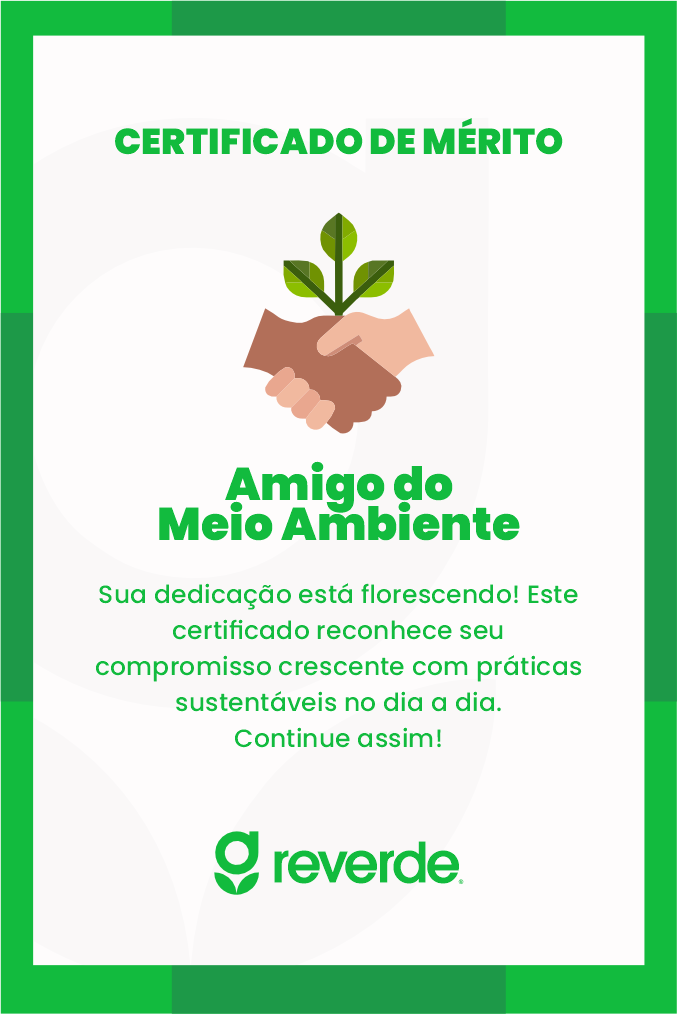 CERTIFICADO DE MÉRITO
Amigo do
Meio Ambiente
Sua dedicação está florescendo! Este
certificado reconhece seu
compromisso crescente com práticas
sustentáveis no dia a dia.
Continue assim!
reverde®